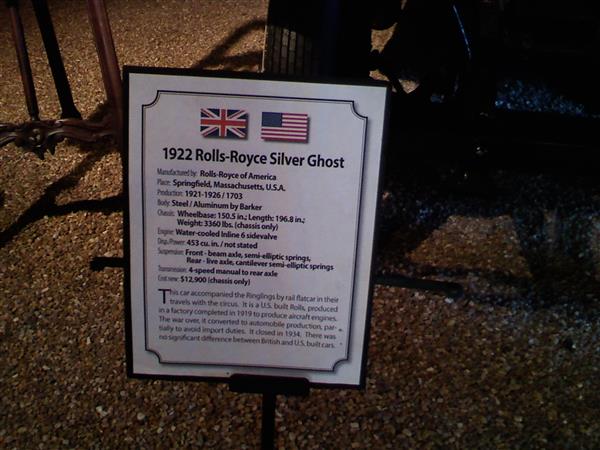 1922 Rolls-Royce Silver Ghost
Manufactured by: Rolls-Royce of America
Place: Springfield, Massachusetts, U.S.A.
Production: 1921-1926 / 1703
Body: Steel / Aluminum by Barker
Chassis: Wheelbase: 150.5 in.; Length: 196.8 in.;
Weight: 3360 lbs. (chassis only)
Engine: Water-cooled Inline 6 sidevalve
Disp./Power: 453 cu. in. / not stated
Suspension: Front - beam axle, semi-elliptic springs,
Rear - live axle, cantilever semi-elliptic springs
Transmission: 4-speed manual to rear axle
Cost new: $12,900 (chassis only)
This car accompanied the Ringlings by rail flatcar in their
travels with the circus. It is a U.S. built Rolls, produced
in a factory completed in 1919 to produce aircraft engines.
The war over, it converted to automobile production, par-
tially to avoid import duties. It closed in 1934. There was
no significant difference between British and U.S. built cars.